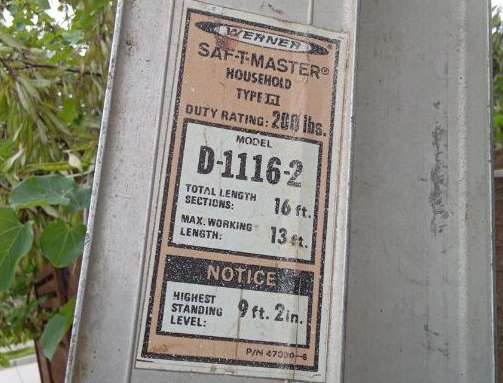 WERNER
SAF-T-MASTER®
HOUSEHOLD
TYPE III
DUTY RATING: 200 lbs.
MODEL
D-1116-2
TOTAL LENGTH
SECTIONS: 16 ft.
MAX. WORKING
LENGTH: 13 ft.
NOTICE
HIGHEST
STANDING
LEVEL: 9 ft. 2 in.